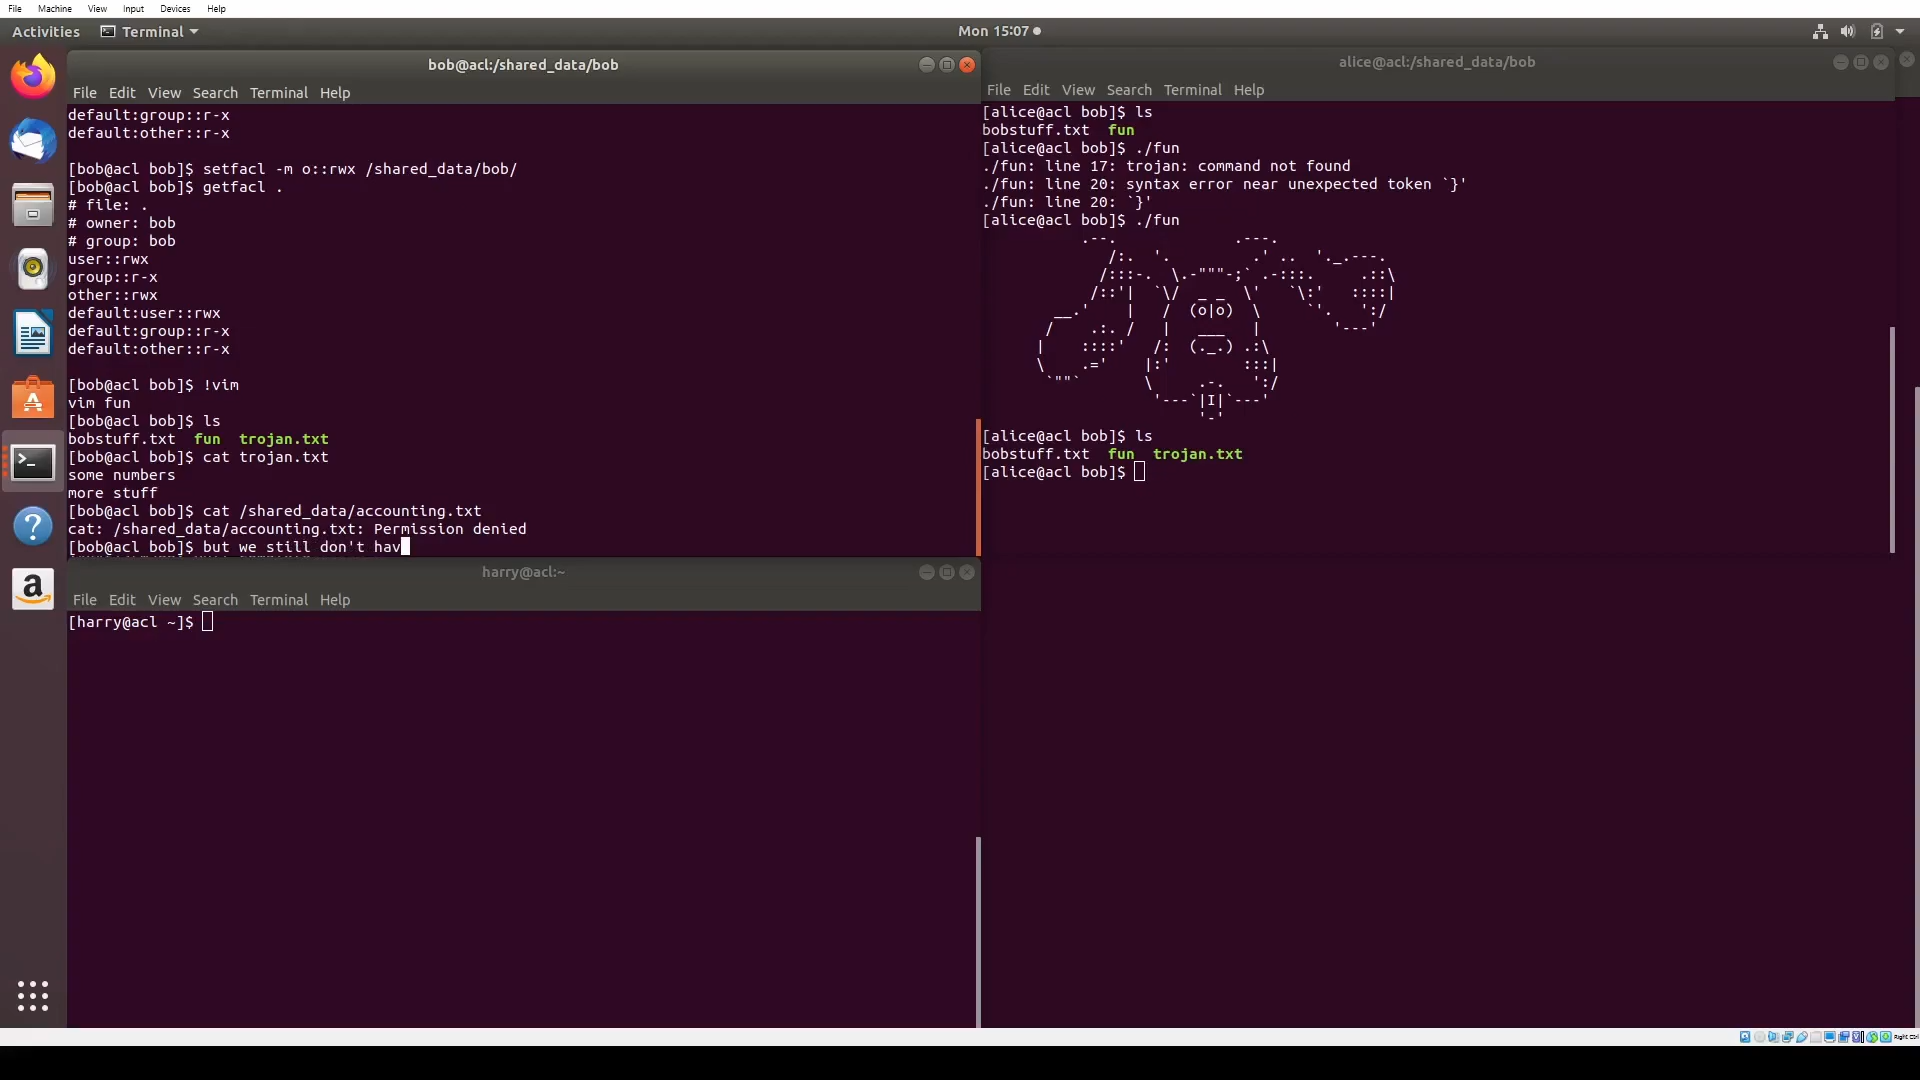 File Machine View Input Devices Help
Activities Terminal Mon 15:07
bob@acl:/shared_data/bob
File Edit View Search Terminal Help
default:group::r-x
default:other::r-x
[bob@acl bob]$ setfacl -m o::rwx /shared_data/bob/
[bob@acl bob]$ getfacl .
# file: .
# owner: bob
# group: bob
user::rwx
group::r-x
other::rwx
default:user::rwx
default:group::r-x
default:other::r-x
[bob@acl bob]$ !vim
vim fun
[bob@acl bob]$ ls
bobstuff.txt  fun  trojan.txt
[bob@acl bob]$ cat trojan.txt
some numbers
more stuff
[bob@acl bob]$ cat /shared_data/accounting.txt
cat: /shared_data/accounting.txt: Permission denied
[bob@acl bob]$ but we still don't hav
alice@acl:/shared_data/bob
File Edit View Search Terminal Help
[alice@acl bob]$ ls
bobstuff.txt  fun
[alice@acl bob]$ ./fun
./fun: line 17: trojan: command not found
./fun: line 20: syntax error near unexpected token `}'
./fun: line 20: `}'
[alice@acl bob]$ ./fun
[alice@acl bob]$ ls
bobstuff.txt  fun  trojan.txt
[alice@acl bob]$
harry@acl:~
File Edit View Search Terminal Help
[harry@acl ~]$
Right Ctrl